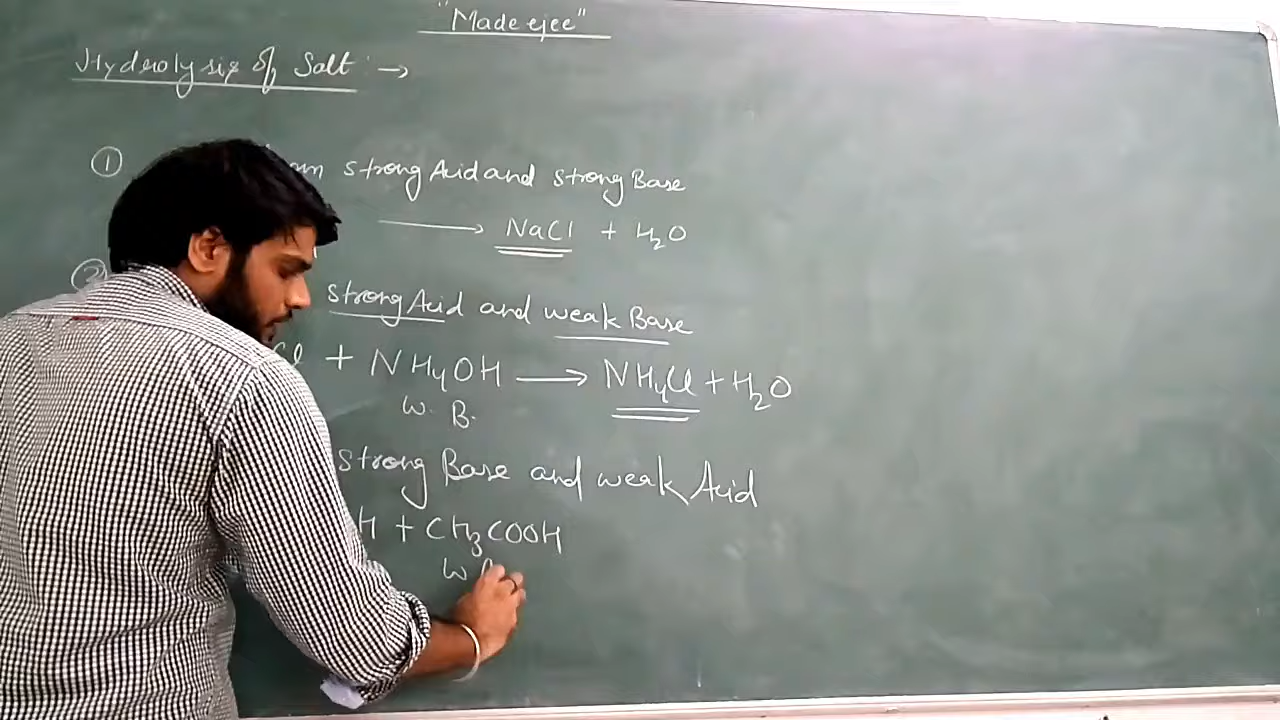 "Made ejee"
Hydrolysis of Salt : →
① strong Acid and strong Base
⟶ NaCl + H₂O
② strong Acid and weak Base
+ NH₄OH ⟶ NH₄Cl + H₂O
W. B.
strong Base and weak Acid
H + CH₃COOH
W